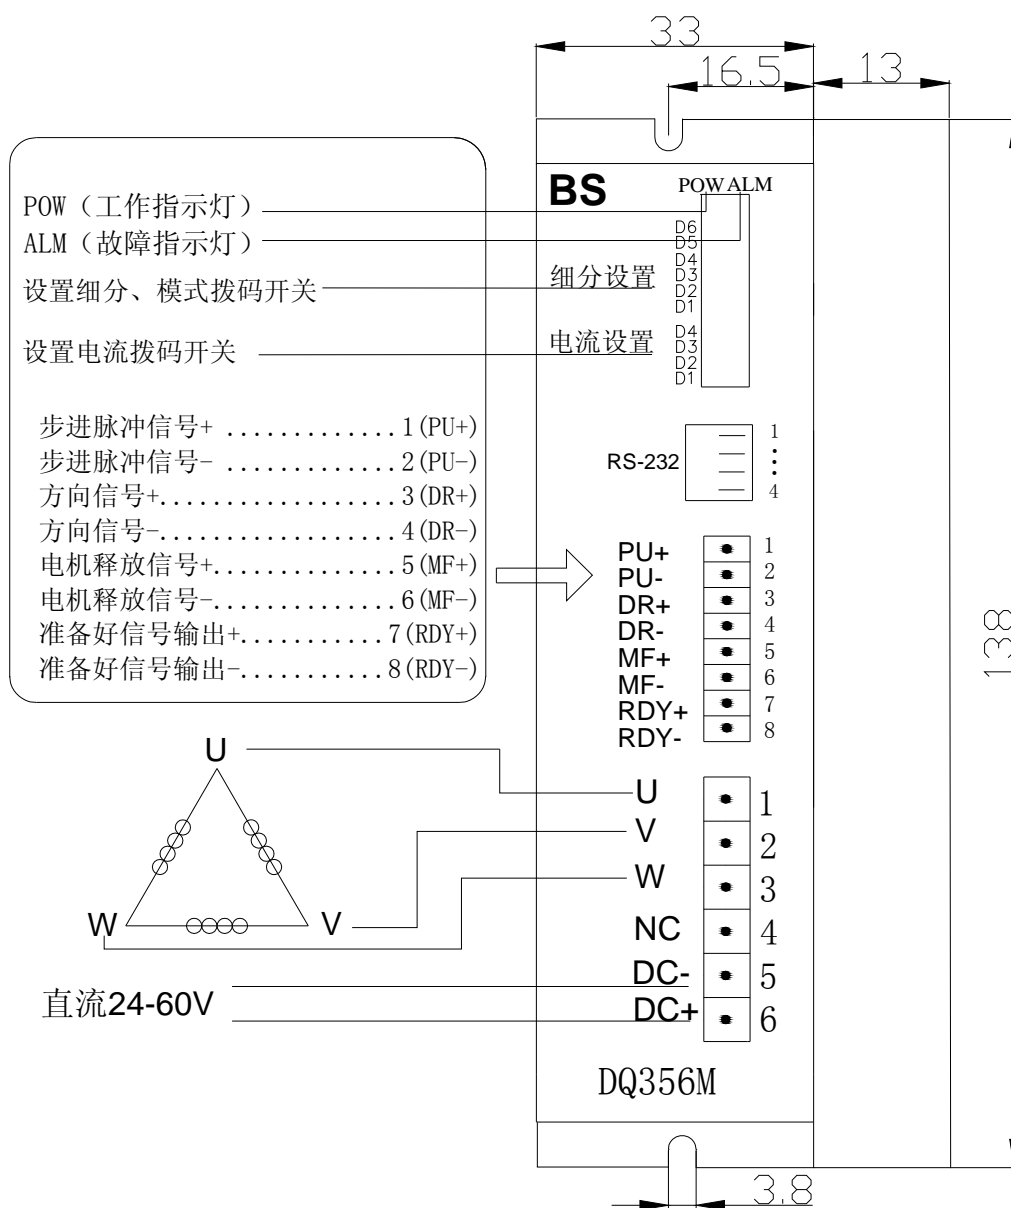 33
16.5
13
BS
POW ALM
POW（工作指示灯）
ALM（故障指示灯）
设置细分、模式拨码开关
细分设置
D6
D5
D4
D3
D2
D1
设置电流拨码开关
电流设置
D4
D3
D2
D1
步进脉冲信号+ .............1(PU+)
步进脉冲信号- .............2(PU-)
方向信号+.................3(DR+)
方向信号-.................4(DR-)
电机释放信号+.............5(MF+)
电机释放信号-.............6(MF-)
准备好信号输出+...........7(RDY+)
准备好信号输出-...........8(RDY-)
RS-232
1
4
PU+ 1
PU- 2
DR+ 3
DR- 4
MF+ 5
MF- 6
RDY+ 7
RDY- 8
138
U
W
V
U 1
V 2
W 3
NC 4
DC- 5
DC+ 6
直流24-60V
DQ356M
3.8